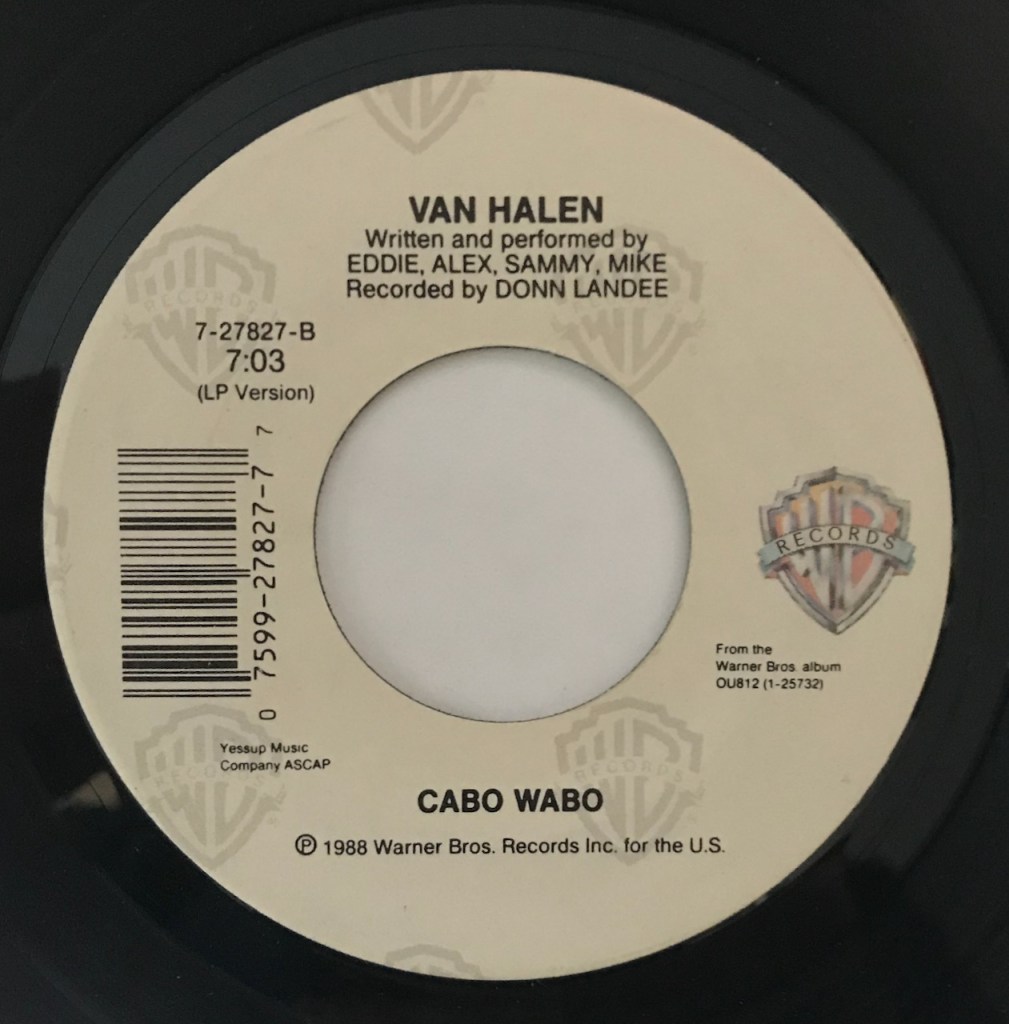 VAN HALEN
Written and performed by
EDDIE, ALEX, SAMMY, MIKE
Recorded by DONN LANDEE
7-27827-B
7:03
(LP Version)
0 7599-27827-7 7
RECORDS
From the
Warner Bros. album
OU812 (1-25732)
Yessup Music
Company ASCAP
CABO WABO
℗ 1988 Warner Bros. Records Inc. for the U.S.